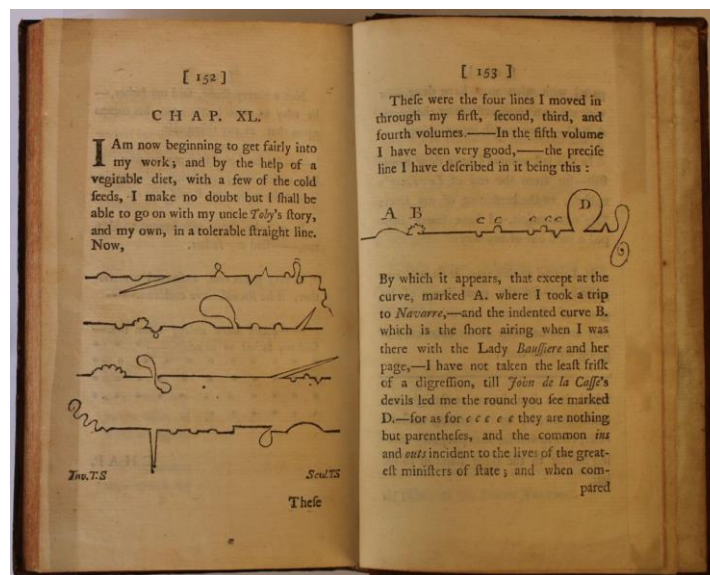 [ 152 ]
C H A P. XL.
I Am now beginning to get fairly into
my work; and by the help of a
vegitable diet, with a few of the cold
ſeeds, I make no doubt but I ſhall be
able to go on with my uncle Toby's ſtory,
and my own, in a tolerable ſtraight line.
Now,
Inv.T.S
Scul.T.S
Theſe
[ 153 ]
Theſe were the four lines I moved in
through my firſt, ſecond, third, and
fourth volumes.——In the fifth volume
I have been very good,——the preciſe
line I have deſcribed in it being this :
A B c c c c c D
By which it appears, that except at the
curve, marked A. where I took a trip
to Navarre,—and the indented curve B.
which is the ſhort airing when I was
there with the Lady Bauſſiere and her
page,—I have not taken the leaſt friſk
of a digreſſion, till John de la Caſſe's
devils led me the round you ſee marked
D.—for as for c c c c c they are nothing
but parentheſes, and the common ins
and outs incident to the lives of the great-
eſt miniſters of ſtate; and when com-
pared